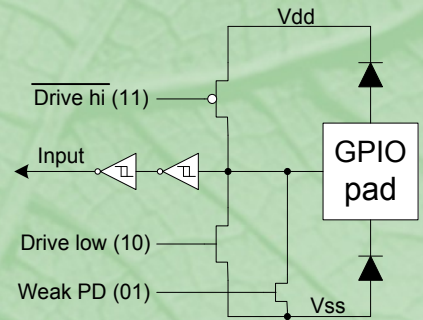 Vdd
Drive hi (11)
Input
GPIO
pad
Drive low (10)
Weak PD (01)
Vss